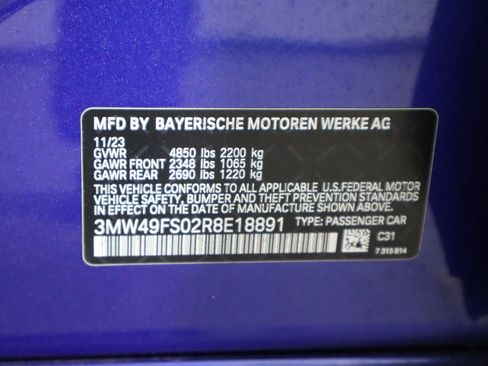 MFD BY BAYERISCHE MOTOREN WERKE AG
11/23
GVWR 4850 lbs 2200 kg
GAWR FRONT 2348 lbs 1065 kg
GAWR REAR 2690 lbs 1220 kg
THIS VEHICLE CONFORMS TO ALL APPLICABLE U.S.FEDERAL MOTOR
VEHICLE SAFETY, BUMPER, AND THEFT PREVENTION STANDARDS
IN EFFECT ON THE DATE OF MANUFACTURE SHOWN ABOVE.
3MW49FS02R8E18891 TYPE: PASSENGER CAR
C31
7 315 814